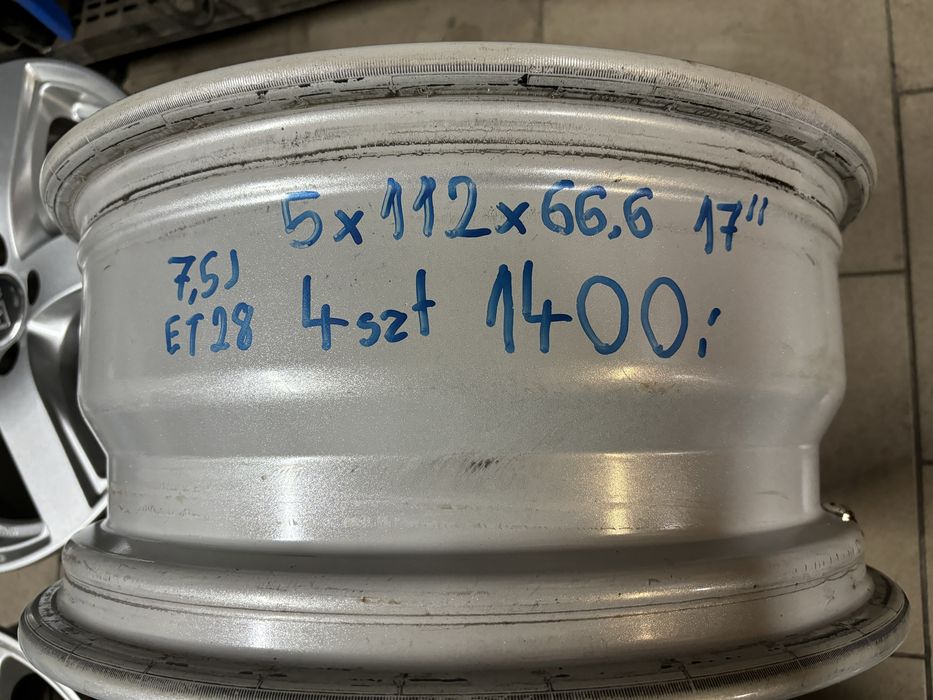 5x112x66,6 17"
7,5J
ET28
4szt 1400;